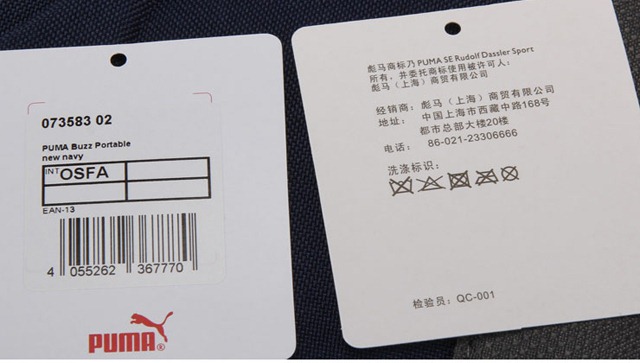 073583 02
PUMA Buzz Portable
new navy
INT OSFA
EAN-13
4 055262 367770
PUMA®
彪马商标乃 PUMA SE Rudolf Dassler Sport
所有，并委托商标使用被许可人：
彪马（上海）商贸有限公司
经销商：彪马（上海）商贸有限公司
地址：中国上海市西藏中路168号
都市总部大楼20楼
电话：86-021-23306666
洗涤标识：
检验员：QC-001